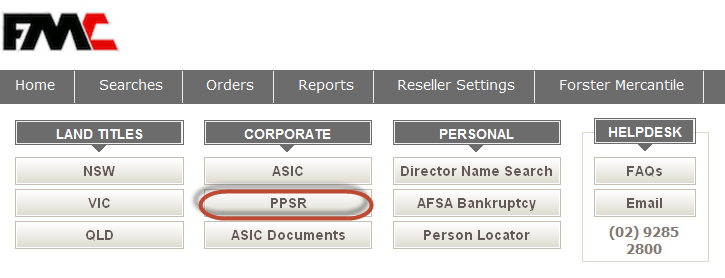 FMC
Home Searches Orders Reports Reseller Settings Forster Mercantile
LAND TITLES CORPORATE PERSONAL HELPDESK
NSW ASIC Director Name Search FAQs
VIC PPSR AFSA Bankruptcy Email
QLD ASIC Documents Person Locator (02) 9285
2800